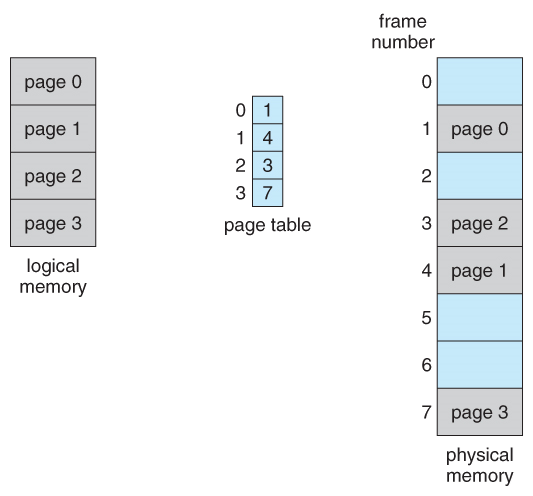 frame
number
page 0
page 1
page 2
page 3
logical
memory
0 1
1 4
2 3
3 7
page table
0
1 page 0
2
3 page 2
4 page 1
5
6
7 page 3
physical
memory